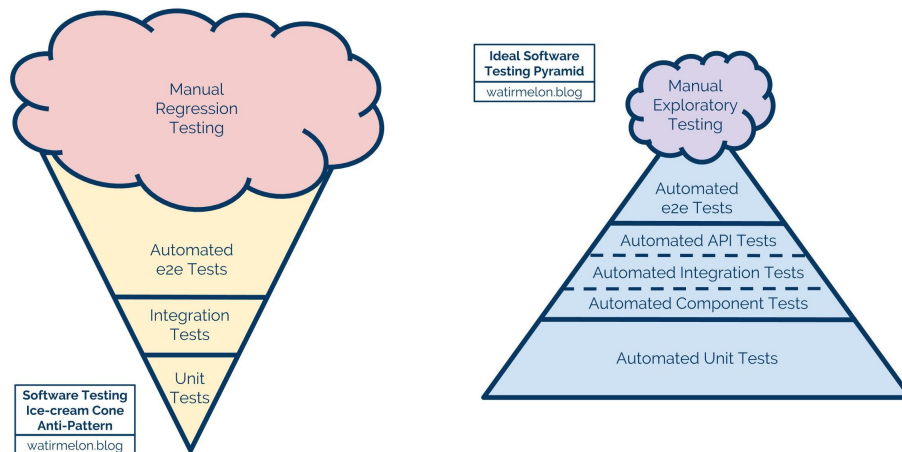 Manual
Regression
Testing
Automated
e2e Tests
Integration
Tests
Unit
Tests
Software Testing
Ice-cream Cone
Anti-Pattern
watirmelon.blog
Ideal Software
Testing Pyramid
watirmelon.blog
Manual
Exploratory
Testing
Automated
e2e Tests
Automated API Tests
Automated Integration Tests
Automated Component Tests
Automated Unit Tests